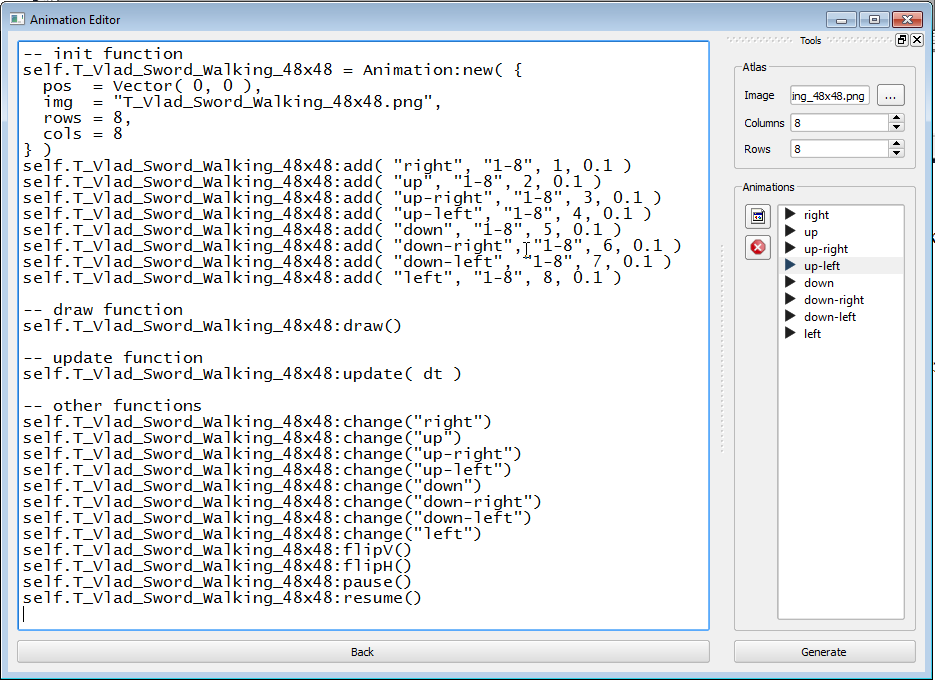 Animation Editor
-- init function
self.T_Vlad_Sword_Walking_48x48 = Animation:new( {
  pos  = Vector( 0, 0 ),
  img  = "T_Vlad_Sword_Walking_48x48.png",
  rows = 8,
  cols = 8
} )
self.T_Vlad_Sword_Walking_48x48:add( "right", "1-8", 1, 0.1 )
self.T_Vlad_Sword_Walking_48x48:add( "up", "1-8", 2, 0.1 )
self.T_Vlad_Sword_Walking_48x48:add( "up-right", "1-8", 3, 0.1 )
self.T_Vlad_Sword_Walking_48x48:add( "up-left", "1-8", 4, 0.1 )
self.T_Vlad_Sword_Walking_48x48:add( "down", "1-8", 5, 0.1 )
self.T_Vlad_Sword_Walking_48x48:add( "down-right", "1-8", 6, 0.1 )
self.T_Vlad_Sword_Walking_48x48:add( "down-left", "1-8", 7, 0.1 )
self.T_Vlad_Sword_Walking_48x48:add( "left", "1-8", 8, 0.1 )
-- draw function
self.T_Vlad_Sword_Walking_48x48:draw()
-- update function
self.T_Vlad_Sword_Walking_48x48:update( dt )
-- other functions
self.T_Vlad_Sword_Walking_48x48:change("right")
self.T_Vlad_Sword_Walking_48x48:change("up")
self.T_Vlad_Sword_Walking_48x48:change("up-right")
self.T_Vlad_Sword_Walking_48x48:change("up-left")
self.T_Vlad_Sword_Walking_48x48:change("down")
self.T_Vlad_Sword_Walking_48x48:change("down-right")
self.T_Vlad_Sword_Walking_48x48:change("down-left")
self.T_Vlad_Sword_Walking_48x48:change("left")
self.T_Vlad_Sword_Walking_48x48:flipV()
self.T_Vlad_Sword_Walking_48x48:flipH()
self.T_Vlad_Sword_Walking_48x48:pause()
self.T_Vlad_Sword_Walking_48x48:resume()
Back
Tools
Atlas
Image ing_48x48.png ...
Columns 8
Rows 8
Animations
right
up
up-right
up-left
down
down-right
down-left
left
Generate